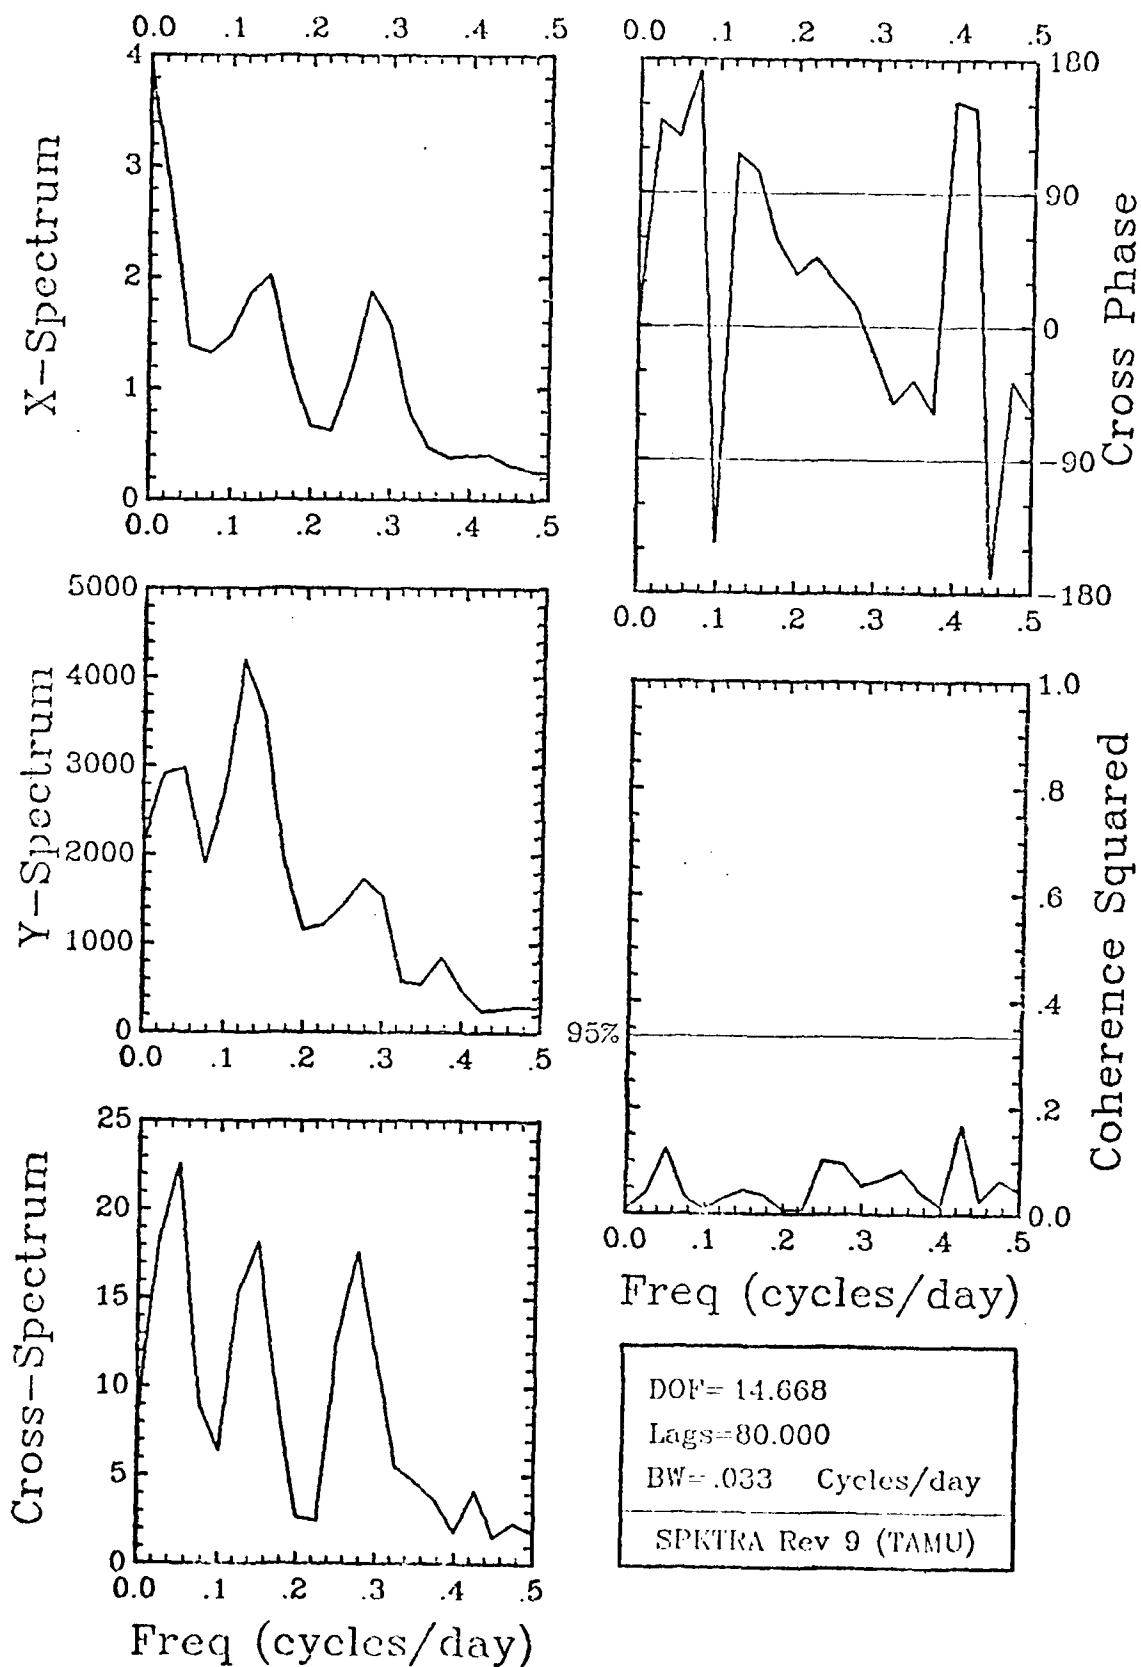 0.0 .1 .2 .3 .4 .5
4
3
2
1
0
X-Spectrum
0.0 .1 .2 .3 .4 .5
5000
4000
3000
2000
1000
0
Y-Spectrum
0.0 .1 .2 .3 .4 .5
25
20
15
10
5
0
Cross-Spectrum
0.0 .1 .2 .3 .4 .5
Freq (cycles/day)
0.0 .1 .2 .3 .4 .5
180
90
0
-90
-180
Cross Phase
0.0 .1 .2 .3 .4 .5
1.0
.8
.6
.4
.2
0.0
95%
Coherence Squared
0.0 .1 .2 .3 .4 .5
Freq (cycles/day)
DOF= 14.668
Lags=80.000
BW= .033 Cycles/day
SPKTRA Rev 9 (TAMU)